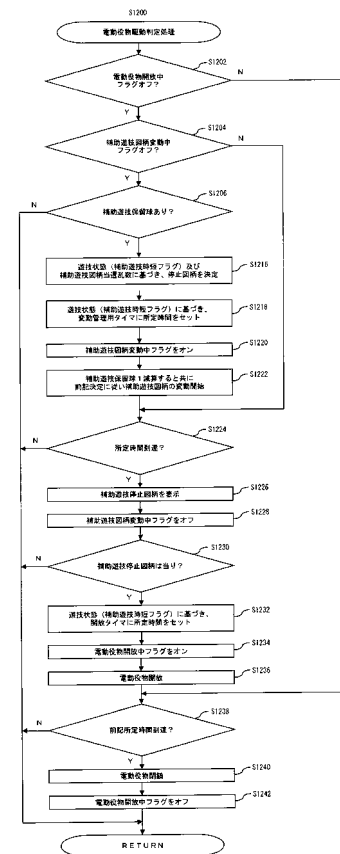 S1200
電動役物駆動判定処理
S1202
電動役物開放中
フラグオフ？
N
Y
S1204
補助遊技図柄変動中
フラグオフ？
N
Y
S1206
補助遊技保留球あり？
N
Y
S1216
遊技状態（補助遊技時短フラグ）及び
補助遊技図柄当選乱数に基づき、停止図柄を決定
S1218
遊技状態（補助遊技時短フラグ）に基づき、
変動管理用タイマに所定時間をセット
S1220
補助遊技図柄変動中フラグをオン
S1222
補助遊技保留球１減算すると共に
前記決定に従い補助遊技図柄の変動開始
S1224
所定時間到達？
N
Y
S1226
補助遊技停止図柄を表示
S1228
補助遊技図柄変動中フラグをオフ
S1230
補助遊技停止図柄は当り？
N
Y
S1232
遊技状態（補助遊技時短フラグ）に基づき、
開放タイマに所定時間をセット
S1234
電動役物開放中フラグをオン
S1236
電動役物開放
S1238
前記所定時間到達？
N
Y
S1240
電動役物閉鎖
S1242
電動役物開放中フラグをオフ
RETURN